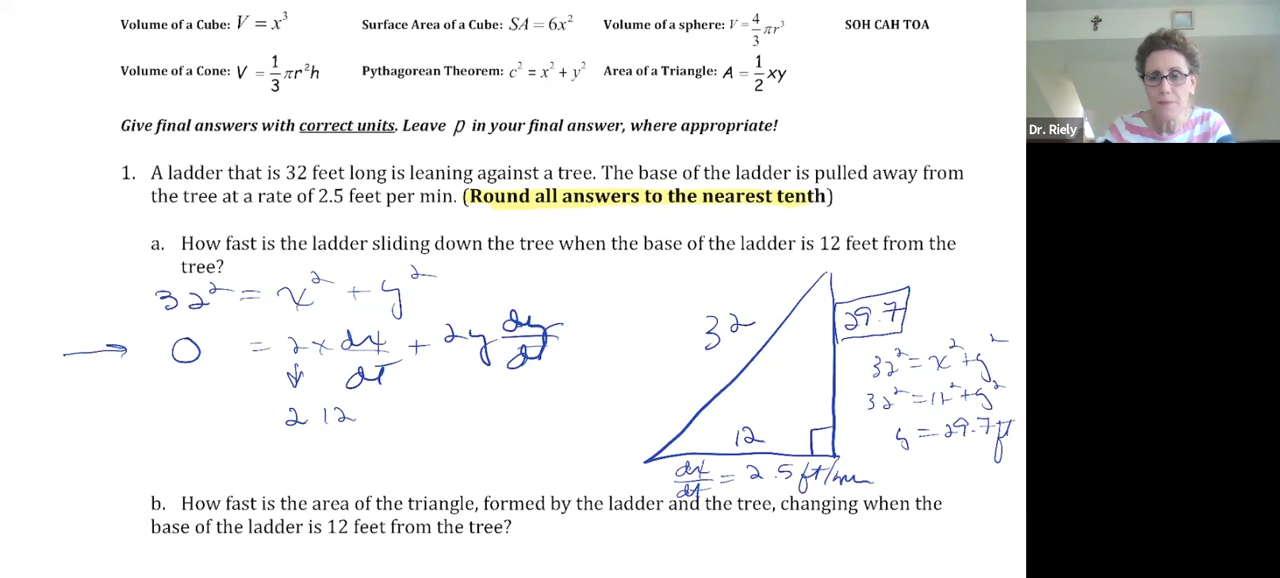 Volume of a Cube: V = x³ Surface Area of a Cube: SA = 6x² Volume of a sphere: V = 4/3 πr³ SOH CAH TOA
Volume of a Cone: V = 1/3 πr²h Pythagorean Theorem: c² = x² + y² Area of a Triangle: A = 1/2 xy
Give final answers with correct units. Leave p in your final answer, where appropriate!
1. A ladder that is 32 feet long is leaning against a tree. The base of the ladder is pulled away from
the tree at a rate of 2.5 feet per min. (Round all answers to the nearest tenth)
a. How fast is the ladder sliding down the tree when the base of the ladder is 12 feet from the
tree?
32² = x² + y²
→ 0 = 2x dx/dt + 2y dy/dt
↓
2 12
32
29.7
12
dx/dt = 2.5 ft/min
32² = x² + y²
32² = 12² + y²
y = 29.7 ft
b. How fast is the area of the triangle, formed by the ladder and the tree, changing when the
base of the ladder is 12 feet from the tree?
Dr. Riely